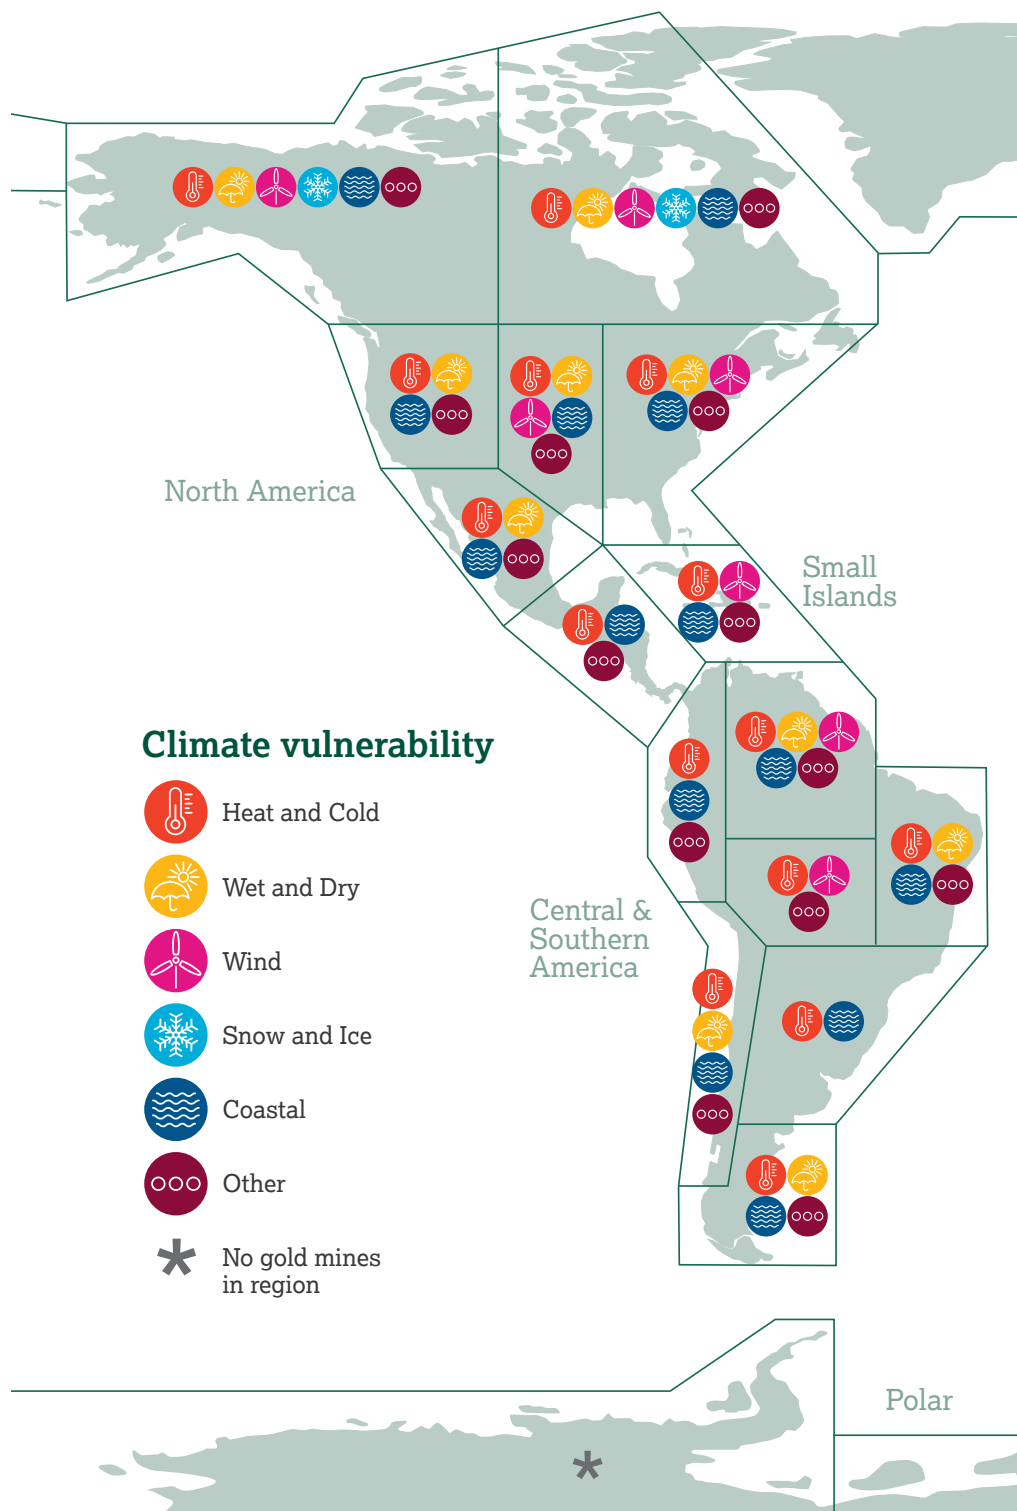 North America
Small
Islands
Climate vulnerability
Heat and Cold
Wet and Dry
Wind
Snow and Ice
Coastal
Other
No gold mines
in region
Central &
Southern
America
Polar